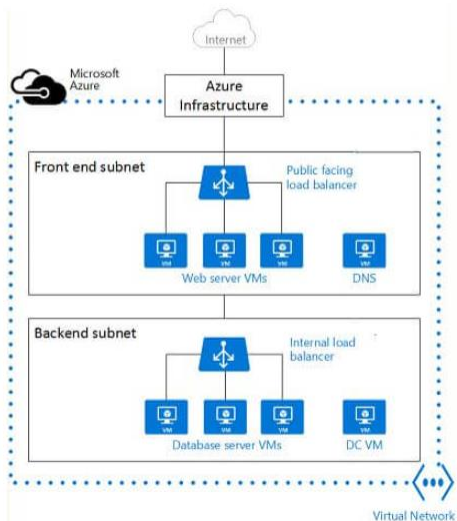 Internet
Microsoft
Azure
Azure
Infrastructure
Front end subnet
Public facing
load balancer
VM
VM
VM
VM
Web server VMs
DNS
Backend subnet
Internal load
balancer
VM
VM
VM
VM
Database server VMs
DC VM
Virtual Network